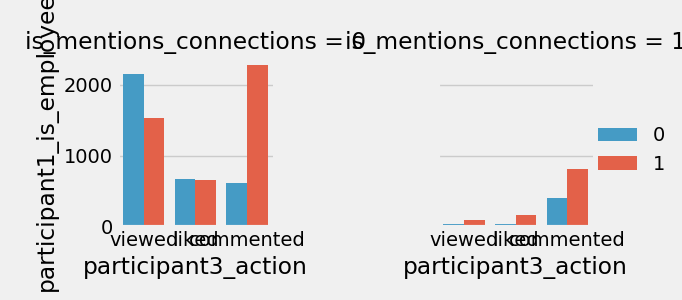 is_mentions_connections = 0
is_mentions_connections = 1
participant1_is_employee
2000
1000
0
0
1
viewed
liked
commented
viewed
liked
commented
participant3_action
participant3_action